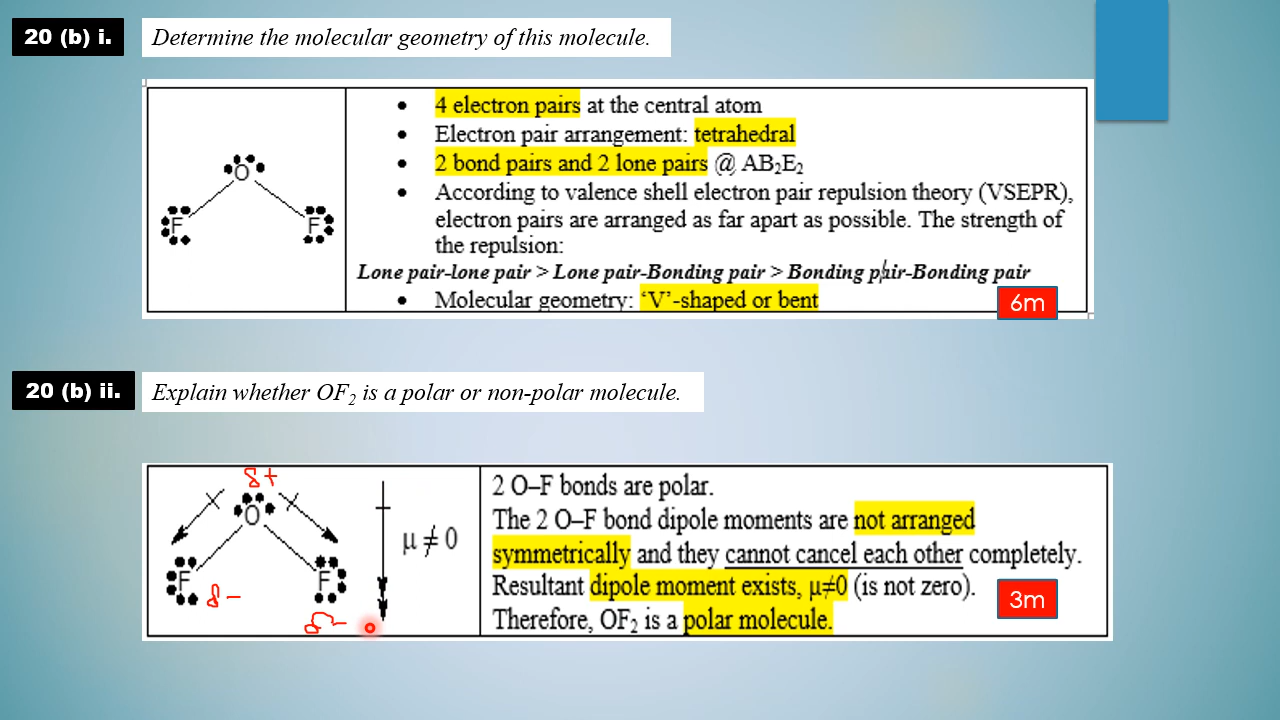 20 (b) i.
Determine the molecular geometry of this molecule.
O
F F
• 4 electron pairs at the central atom
• Electron pair arrangement: tetrahedral
• 2 bond pairs and 2 lone pairs @ AB₂E₂
• According to valence shell electron pair repulsion theory (VSEPR),
electron pairs are arranged as far apart as possible. The strength of
the repulsion:
Lone pair-lone pair > Lone pair-Bonding pair > Bonding pair-Bonding pair
• Molecular geometry: ‘V’-shaped or bent
6m
20 (b) ii.
Explain whether OF₂ is a polar or non-polar molecule.
δ+
O
F F
δ-
δ-
μ ≠ 0
2 O–F bonds are polar.
The 2 O–F bond dipole moments are not arranged
symmetrically and they cannot cancel each other completely.
Resultant dipole moment exists, μ≠0 (is not zero).
Therefore, OF₂ is a polar molecule.
3m